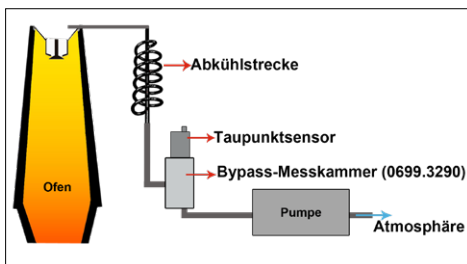 Abkühlstrecke
Taupunktsensor
Bypass-Messkammer (0699.3290)
Ofen
Pumpe
Atmosphäre